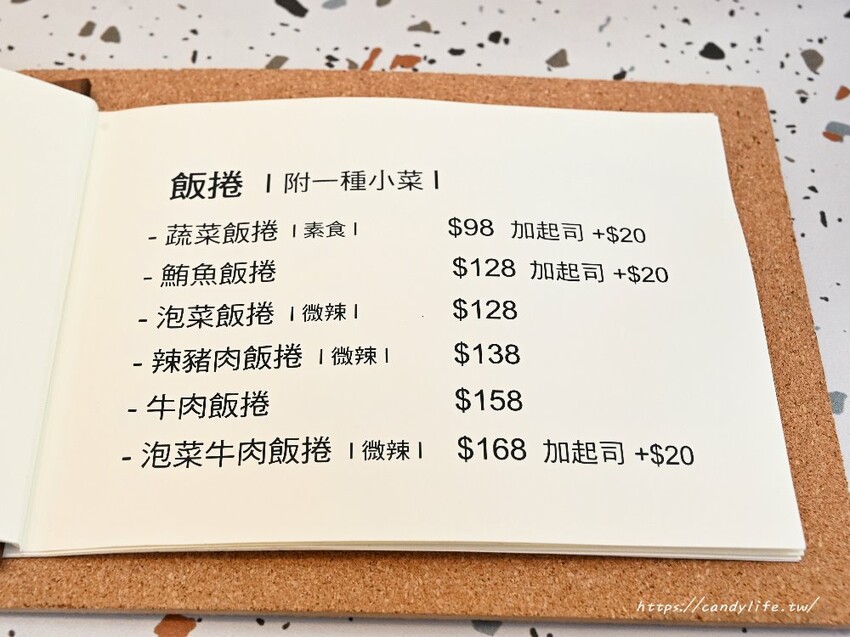 飯捲 | 附一種小菜 |
- 蔬菜飯捲 | 素食 | $98 加起司 +$20
- 鮪魚飯捲 $128 加起司 +$20
- 泡菜飯捲 | 微辣 | $128
- 辣豬肉飯捲 | 微辣 | $138
- 牛肉飯捲 $158
- 泡菜牛肉飯捲 | 微辣 | $168 加起司 +$20
https://candylife.tw/